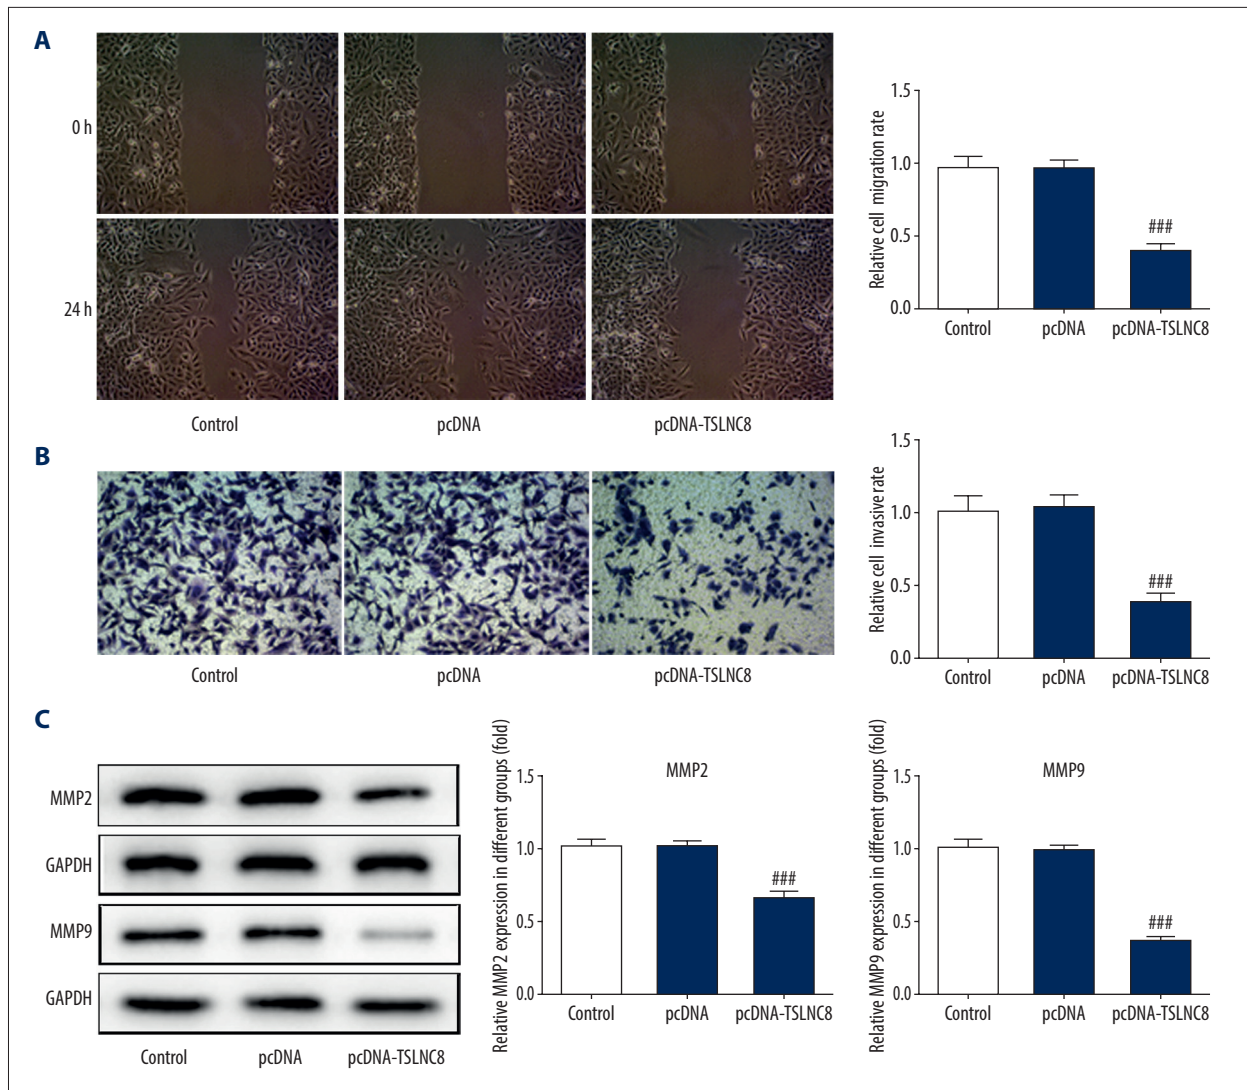 A
0 h
24 h
Control
pcDNA
pcDNA-TSLNC8
Relative cell migration rate
1.5
1.0
0.5
0.0
Control
pcDNA
pcDNA-TSLNC8
###
B
Control
pcDNA
pcDNA-TSLNC8
Relative cell invasive rate
1.5
1.0
0.5
0.0
Control
pcDNA
pcDNA-TSLNC8
###
C
MMP2
GAPDH
MMP9
GAPDH
Control
pcDNA
pcDNA-TSLNC8
Relative MMP2 expression in different groups (fold)
MMP2
1.5
1.0
0.5
0.0
###
Control
pcDNA
pcDNA-TSLNC8
Relative MMP9 expression in different groups (fold)
MMP9
1.5
1.0
0.5
0.0
###
Control
pcDNA
pcDNA-TSLNC8